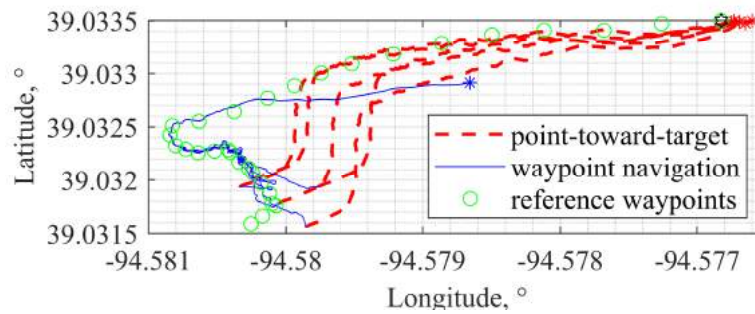 39.0335
39.033
39.0325
39.032
39.0315
Latitude, °
point-toward-target
waypoint navigation
reference waypoints
-94.581
-94.58
-94.579
-94.578
-94.577
Longitude, °